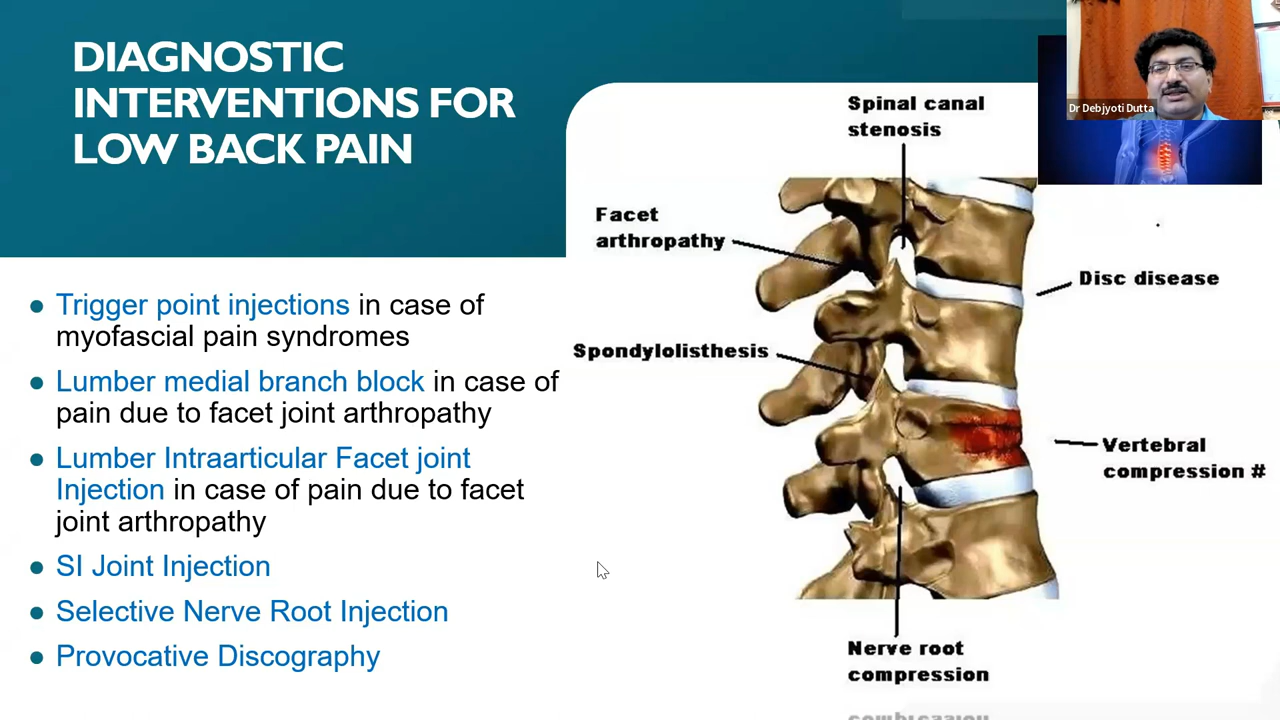 DIAGNOSTIC
INTERVENTIONS FOR
LOW BACK PAIN
Dr Debjyoti Dutta
Trigger point injections in case of
myofascial pain syndromes
Lumber medial branch block in case of
pain due to facet joint arthropathy
Lumber Intraarticular Facet joint
Injection in case of pain due to facet
joint arthropathy
SI Joint Injection
Selective Nerve Root Injection
Provocative Discography
Spinal canal
stenosis
Facet
arthropathy
Disc disease
Spondylolisthesis
Vertebral
compression #
Nerve root
compression